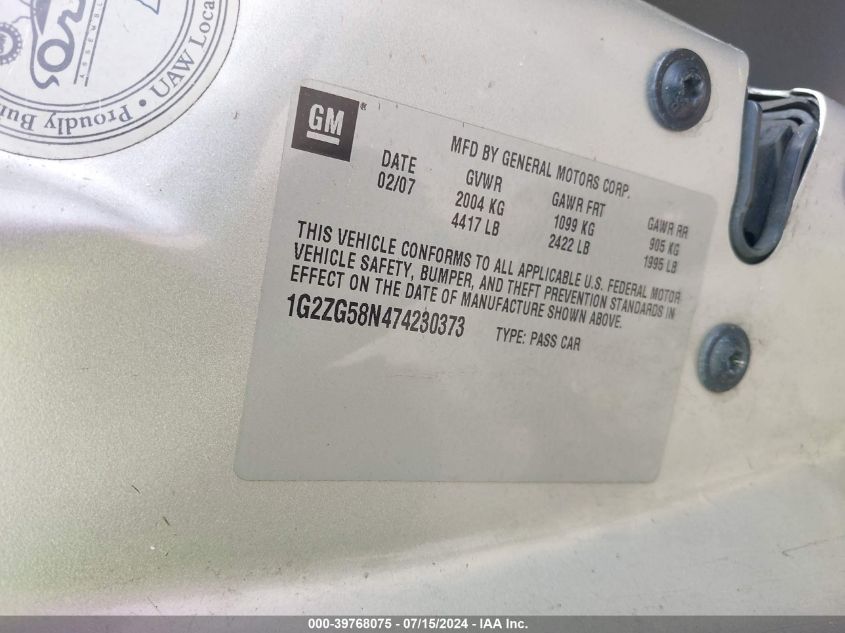 Orion
ASSEMBL
Proudly Bui
• UAW Loca
GM®
MFD BY GENERAL MOTORS CORP.
DATE GVWR GAWR FRT GAWR RR
02/07 2004 KG 1099 KG 905 KG
4417 LB 2422 LB 1995 LB
THIS VEHICLE CONFORMS TO ALL APPLICABLE U.S. FEDERAL MOTOR
VEHICLE SAFETY, BUMPER, AND THEFT PREVENTION STANDARDS IN
EFFECT ON THE DATE OF MANUFACTURE SHOWN ABOVE.
1G2ZG58N474230373 TYPE: PASS CAR
000-39768075 - 07/15/2024 - IAA Inc.